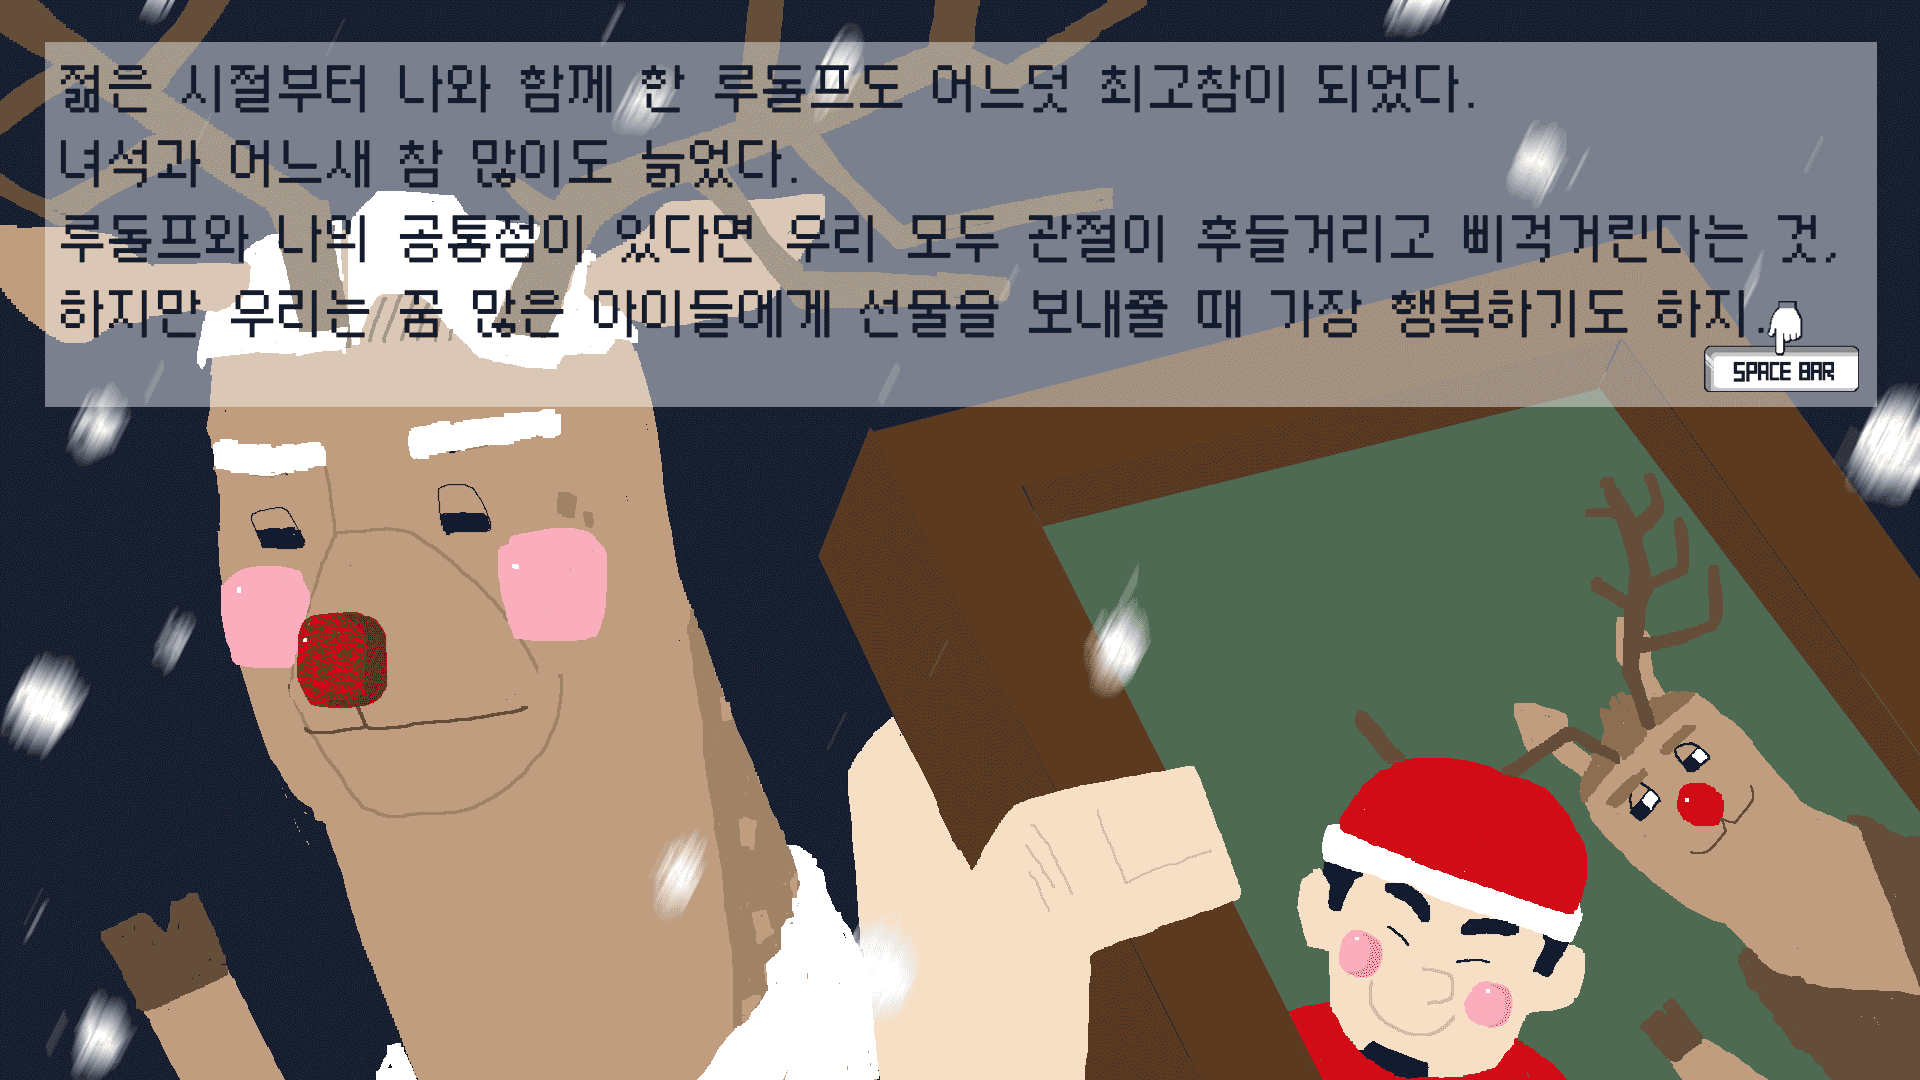 젊은 시절부터 나와 함께 한 루돌프도 어느덧 최고참이 되었다.
녀석과 어느새 참 많이도 늙었다.
루돌프와 나의 공통점이 있다면 우리 모두 관절이 후들거리고 삐걱거린다는 것,
하지만 우리는 꿈 많은 아이들에게 선물을 보내줄 때 가장 행복하기도 하지.
SPACE BAR